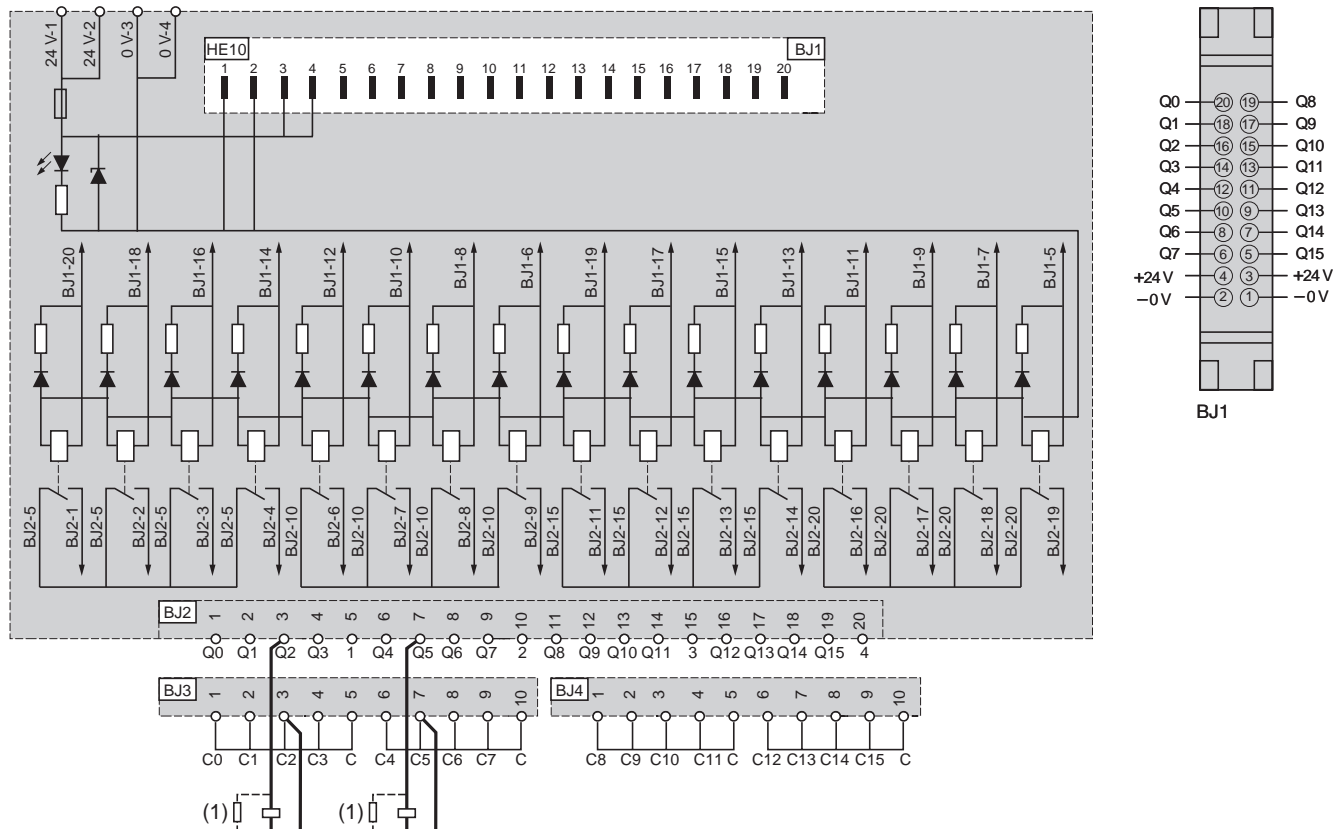 24 V-1 24 V-2 0 V-3 0 V-4
HE10 BJ1
1 2 3 4 5 6 7 8 9 10 11 12 13 14 15 16 17 18 19 20
BJ1-20 BJ1-18 BJ1-16 BJ1-14 BJ1-12 BJ1-10 BJ1-8 BJ1-6 BJ1-19 BJ1-17 BJ1-15 BJ1-13 BJ1-11 BJ1-9 BJ1-7 BJ1-5
BJ2-5 BJ2-1 BJ2-5 BJ2-2 BJ2-5 BJ2-3 BJ2-5 BJ2-4 BJ2-10 BJ2-6 BJ2-10 BJ2-7 BJ2-10 BJ2-8 BJ2-10 BJ2-9 BJ2-15 BJ2-11 BJ2-15 BJ2-12 BJ2-15 BJ2-13 BJ2-15 BJ2-14 BJ2-20 BJ2-16 BJ2-20 BJ2-17 BJ2-20 BJ2-18 BJ2-20 BJ2-19
BJ2 1 2 3 4 5 6 7 8 9 10 11 12 13 14 15 16 17 18 19 20
Q0 Q1 Q2 Q3 1 Q4 Q5 Q6 Q7 2 Q8 Q9 Q10 Q11 3 Q12 Q13 Q14 Q15 4
BJ3 1 2 3 4 5 6 7 8 9 10
C0 C1 C2 C3 C C4 C5 C6 C7 C
BJ4 1 2 3 4 5 6 7 8 9 10
C8 C9 C10 C11 C C12 C13 C14 C15 C
(1) (1)
Q0 20 19 Q8
Q1 18 17 Q9
Q2 16 15 Q10
Q3 14 13 Q11
Q4 12 11 Q12
Q5 10 9 Q13
Q6 8 7 Q14
Q7 6 5 Q15
+24 V 4 3 +24 V
−0 V 2 1 −0 V
BJ1